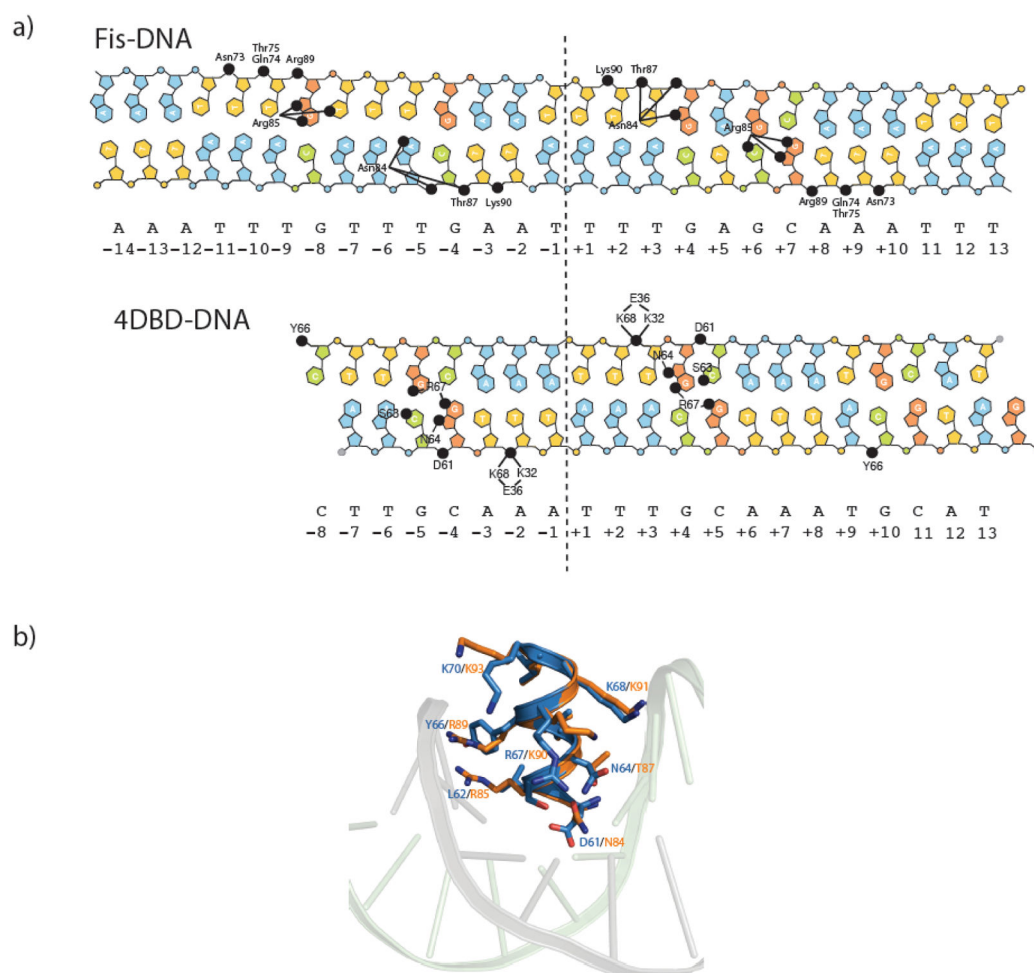 a)
Fis-DNA
Asn73
Thr75
Gln74
Arg89
Lys90
Thr87
Arg85
Asn84
Arg85
Asn84
Thr87
Lys90
Arg89
Gln74
Thr75
Asn73
A A A T T T G T T T G A A T T T T G A G C A A A T T T
-14 -13 -12 -11 -10 -9 -8 -7 -6 -5 -4 -3 -2 -1 +1 +2 +3 +4 +5 +6 +7 +8 +9 +10 11 12 13
4DBD-DNA
Y66
E36
K68 K32
D61
N64
S63
R67
R67
S63
N64
D61
K68 K32
E36
Y66
C T T G C A A A T T T G C A A A T G C A T
-8 -7 -6 -5 -4 -3 -2 -1 +1 +2 +3 +4 +5 +6 +7 +8 +9 +10 11 12 13
b)
K70/K93
K68/K91
Y66/R89
R67/K90
N64/T87
L62/R85
D61/N84